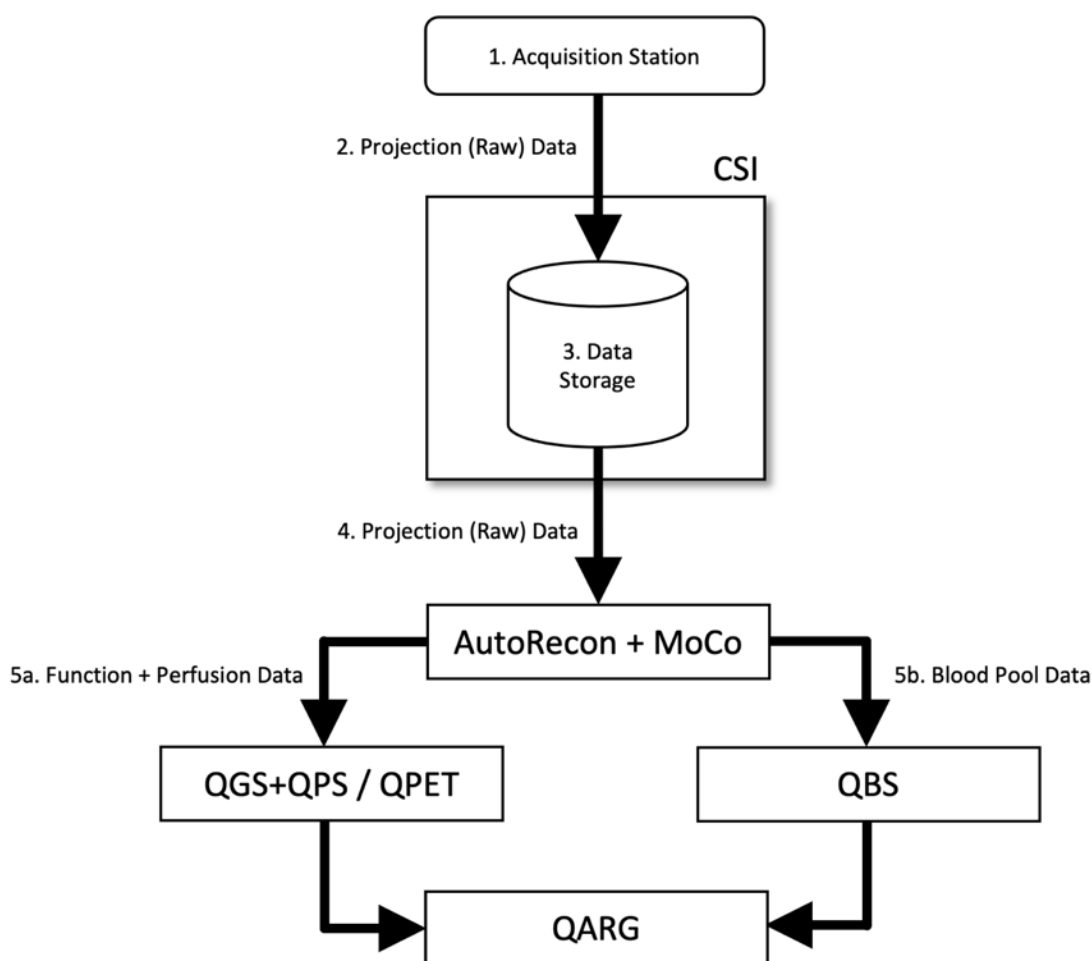 1. Acquisition Station
2. Projection (Raw) Data
CSI
3. Data
Storage
4. Projection (Raw) Data
AutoRecon + MoCo
5a. Function + Perfusion Data
5b. Blood Pool Data
QGS+QPS / QPET
QBS
QARG